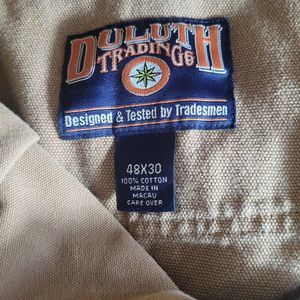 DULUTH
TRADING Co
Designed & Tested by Tradesmen
48X30
100% COTTON
MADE IN
MACAU
CARE OVER